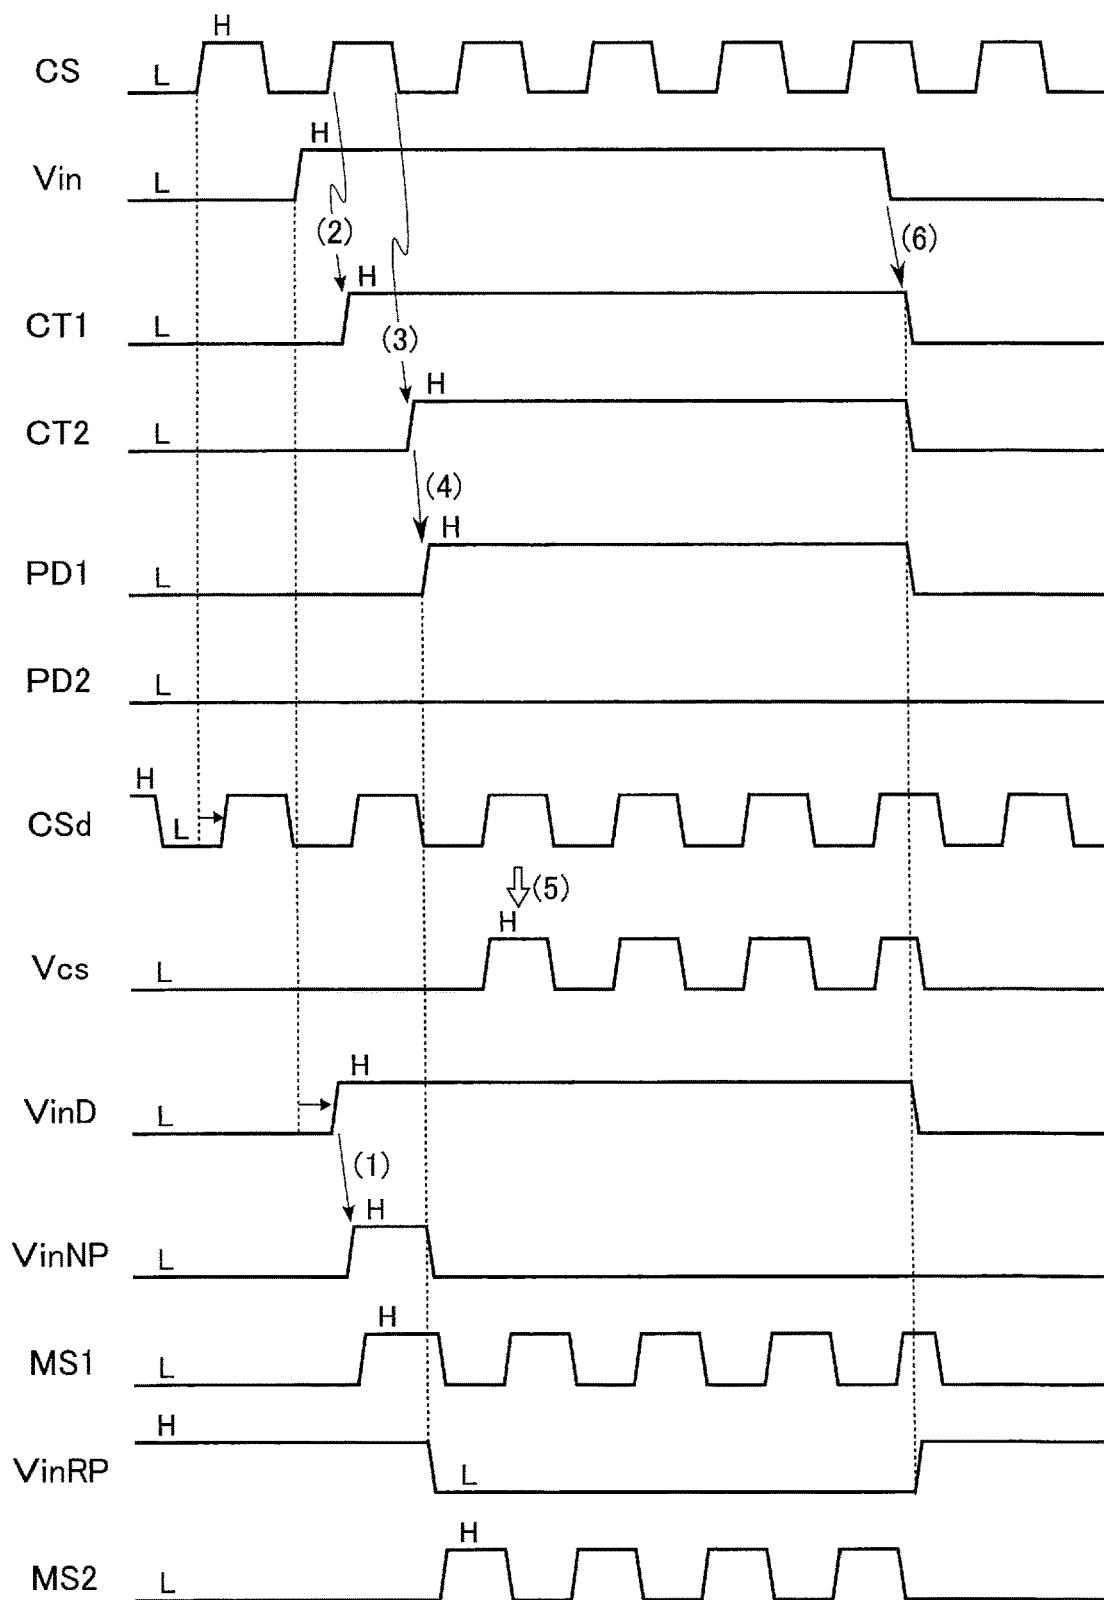 H
CS L
H
Vin L
(2) (6)
H
CT1 L
(3)
H
CT2 L
(4)
H
PD1 L
PD2 L
H
CSd L
(5)
H
Vcs L
H
VinD L
(1)
H
VinNP L
H
MS1 L
H
VinRP L
H
MS2 L